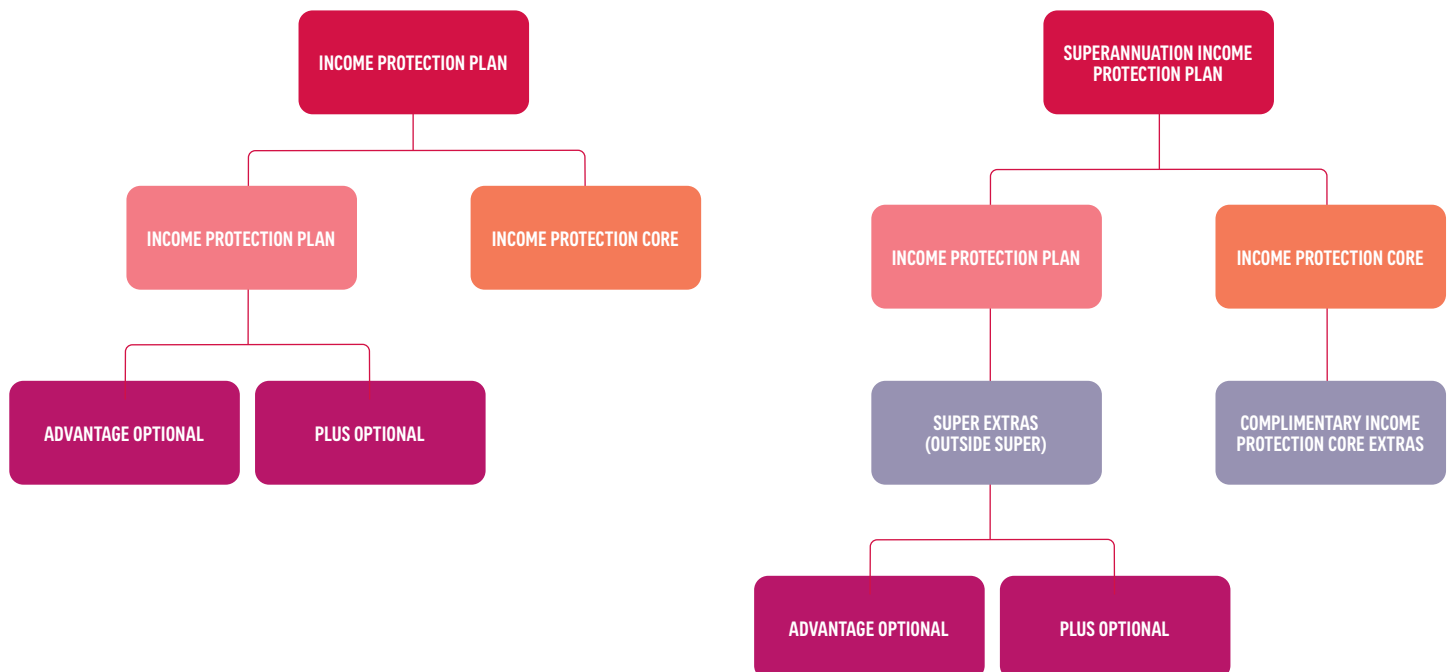 INCOME PROTECTION PLAN
INCOME PROTECTION PLAN
INCOME PROTECTION CORE
ADVANTAGE OPTIONAL
PLUS OPTIONAL
SUPERANNUATION INCOME
PROTECTION PLAN
INCOME PROTECTION PLAN
INCOME PROTECTION CORE
SUPER EXTRAS
(OUTSIDE SUPER)
COMPLIMENTARY INCOME
PROTECTION CORE EXTRAS
ADVANTAGE OPTIONAL
PLUS OPTIONAL